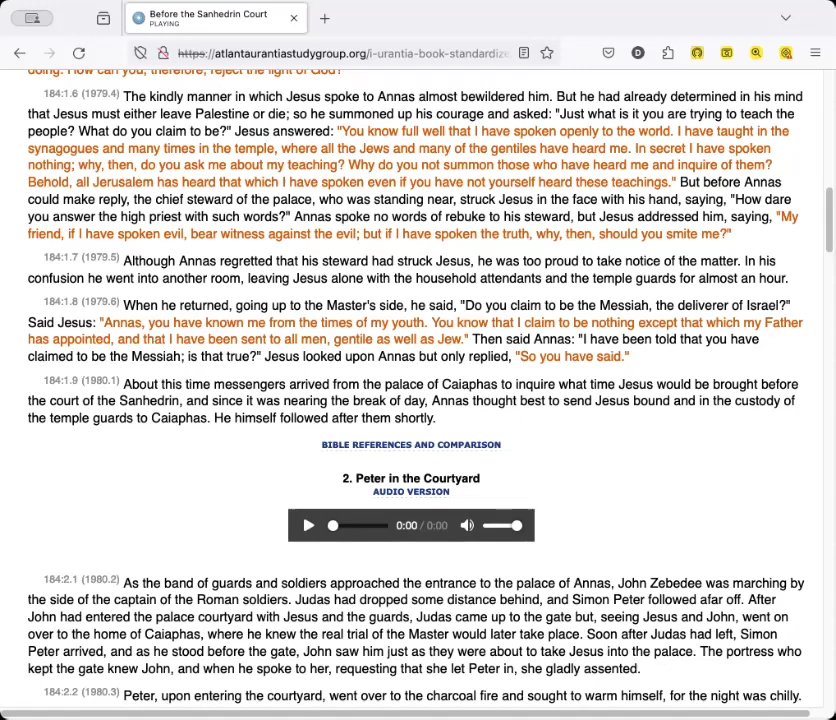 Before the Sanhedrin Court
PLAYING
https://atlantaurantiastudygroup.org/i-urantia-book-standardize
doing. How can you, therefore, reject the light of God?"
184:1.6 (1979.4) The kindly manner in which Jesus spoke to Annas almost bewildered him. But he had already determined in his mind
that Jesus must either leave Palestine or die; so he summoned up his courage and asked: "Just what is it you are trying to teach the
people? What do you claim to be?" Jesus answered: "You know full well that I have spoken openly to the world. I have taught in the
synagogues and many times in the temple, where all the Jews and many of the gentiles have heard me. In secret I have spoken
nothing; why, then, do you ask me about my teaching? Why do you not summon those who have heard me and inquire of them?
Behold, all Jerusalem has heard that which I have spoken even if you have not yourself heard these teachings." But before Annas
could make reply, the chief steward of the palace, who was standing near, struck Jesus in the face with his hand, saying, "How dare
you answer the high priest with such words?" Annas spoke no words of rebuke to his steward, but Jesus addressed him, saying, "My
friend, if I have spoken evil, bear witness against the evil; but if I have spoken the truth, why, then, should you smite me?"
184:1.7 (1979.5) Although Annas regretted that his steward had struck Jesus, he was too proud to take notice of the matter. In his
confusion he went into another room, leaving Jesus alone with the household attendants and the temple guards for almost an hour.
184:1.8 (1979.6) When he returned, going up to the Master's side, he said, "Do you claim to be the Messiah, the deliverer of Israel?"
Said Jesus: "Annas, you have known me from the times of my youth. You know that I claim to be nothing except that which my Father
has appointed, and that I have been sent to all men, gentile as well as Jew." Then said Annas: "I have been told that you have
claimed to be the Messiah; is that true?" Jesus looked upon Annas but only replied, "So you have said."
184:1.9 (1980.1) About this time messengers arrived from the palace of Caiaphas to inquire what time Jesus would be brought before
the court of the Sanhedrin, and since it was nearing the break of day, Annas thought best to send Jesus bound and in the custody of
the temple guards to Caiaphas. He himself followed after them shortly.
BIBLE REFERENCES AND COMPARISON
2. Peter in the Courtyard
AUDIO VERSION
0:00 / 0:00
184:2.1 (1980.2) As the band of guards and soldiers approached the entrance to the palace of Annas, John Zebedee was marching by
the side of the captain of the Roman soldiers. Judas had dropped some distance behind, and Simon Peter followed afar off. After
John had entered the palace courtyard with Jesus and the guards, Judas came up to the gate but, seeing Jesus and John, went on
over to the home of Caiaphas, where he knew the real trial of the Master would later take place. Soon after Judas had left, Simon
Peter arrived, and as he stood before the gate, John saw him just as they were about to take Jesus into the palace. The portress who
kept the gate knew John, and when he spoke to her, requesting that she let Peter in, she gladly assented.
184:2.2 (1980.3) Peter, upon entering the courtyard, went over to the charcoal fire and sought to warm himself, for the night was chilly.